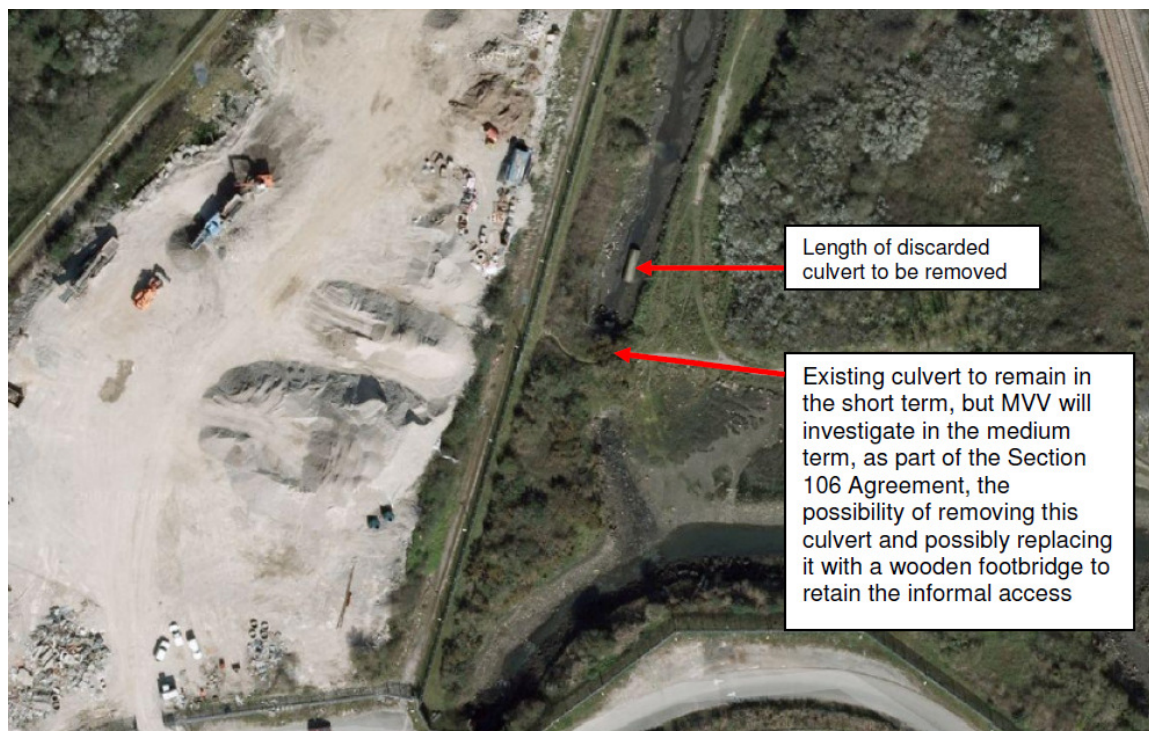 Length of discarded
culvert to be removed
Existing culvert to remain in
the short term, but MVV will
investigate in the medium
term, as part of the Section
106 Agreement, the
possibility of removing this
culvert and possibly replacing
it with a wooden footbridge to
retain the informal access